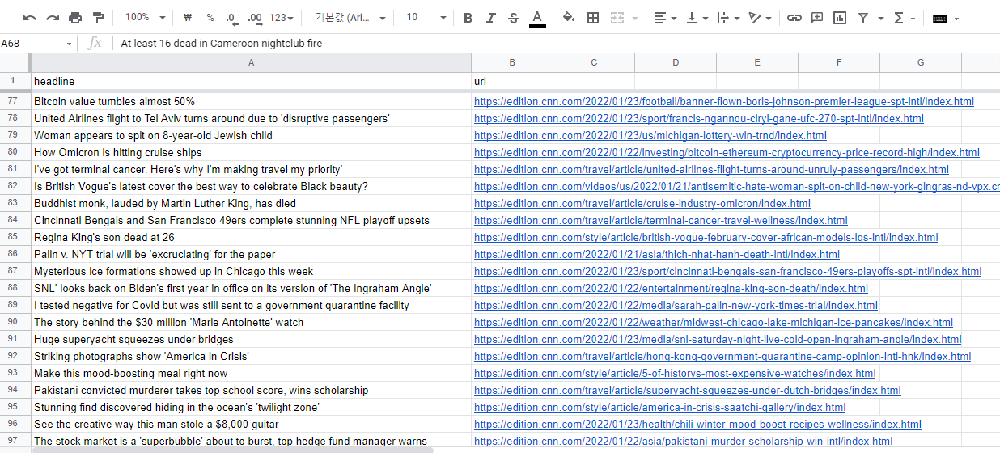 100% ₩ % .0 .00 123 기본값 (Ari... 10 B I S A
A68 fx At least 16 dead in Cameroon nightclub fire
A B C D E F G
1 headline url
77 Bitcoin value tumbles almost 50% https://edition.cnn.com/2022/01/23/football/banner-flown-boris-johnson-premier-league-spt-intl/index.html
78 United Airlines flight to Tel Aviv turns around due to 'disruptive passengers' https://edition.cnn.com/2022/01/23/sport/francis-ngannou-ciryl-gane-ufc-270-spt-intl/index.html
79 Woman appears to spit on 8-year-old Jewish child https://edition.cnn.com/2022/01/23/us/michigan-lottery-win-trnd/index.html
80 How Omicron is hitting cruise ships https://edition.cnn.com/2022/01/22/investing/bitcoin-ethereum-cryptocurrency-price-record-high/index.html
81 I've got terminal cancer. Here's why I'm making travel my priority' https://edition.cnn.com/travel/article/united-airlines-flight-turns-around-unruly-passengers/index.html
82 Is British Vogue's latest cover the best way to celebrate Black beauty? https://edition.cnn.com/videos/us/2022/01/21/antisemitic-hate-woman-spit-on-child-new-york-gingras-nd-vpx.cr
83 Buddhist monk, lauded by Martin Luther King, has died https://edition.cnn.com/travel/article/cruise-industry-omicron/index.html
84 Cincinnati Bengals and San Francisco 49ers complete stunning NFL playoff upsets https://edition.cnn.com/travel/article/terminal-cancer-travel-wellness/index.html
85 Regina King's son dead at 26 https://edition.cnn.com/style/article/british-vogue-february-cover-african-models-lgs-intl/index.html
86 Palin v. NYT trial will be 'excruciating' for the paper https://edition.cnn.com/2022/01/21/asia/thich-nhat-hanh-death-intl/index.html
87 Mysterious ice formations showed up in Chicago this week https://edition.cnn.com/2022/01/23/sport/cincinnati-bengals-san-francisco-49ers-playoffs-spt-intl/index.html
88 SNL' looks back on Biden's first year in office on its version of 'The Ingraham Angle' https://edition.cnn.com/2022/01/22/entertainment/regina-king-son-death/index.html
89 I tested negative for Covid but was still sent to a government quarantine facility https://edition.cnn.com/2022/01/22/media/sarah-palin-new-york-times-trial/index.html
90 The story behind the $30 million 'Marie Antoinette' watch https://edition.cnn.com/2022/01/22/weather/midwest-chicago-lake-michigan-ice-pancakes/index.html
91 Huge superyacht squeezes under bridges https://edition.cnn.com/2022/01/23/media/snl-saturday-night-live-cold-open-ingraham-angle/index.html
92 Striking photographs show 'America in Crisis' https://edition.cnn.com/travel/article/hong-kong-government-quarantine-camp-opinion-intl-hnk/index.html
93 Make this mood-boosting meal right now https://edition.cnn.com/style/article/5-of-historys-most-expensive-watches/index.html
94 Pakistani convicted murderer takes top school score, wins scholarship https://edition.cnn.com/travel/article/superyacht-squeezes-under-dutch-bridges/index.html
95 Stunning find discovered hiding in the ocean's 'twilight zone' https://edition.cnn.com/style/article/america-in-crisis-saatchi-gallery/index.html
96 See the creative way this man stole a $8,000 guitar https://edition.cnn.com/2022/01/23/health/chili-winter-mood-boost-recipes-wellness/index.html
97 The stock market is a 'superbubble' about to burst, top hedge fund manager warns https://edition.cnn.com/2022/01/22/asia/pakistani-murder-scholarship-win-intl/index.html